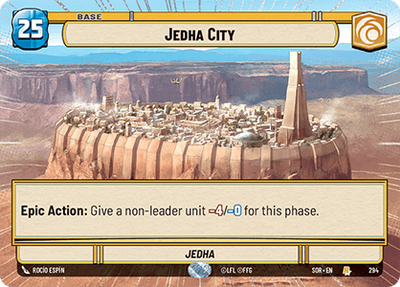 BASE
25
JEDHA CITY
Epic Action: Give a non-leader unit -4/-0 for this phase.
JEDHA
ROCÍO ESPÍN
©LFL ©FFG
SOR • EN
294